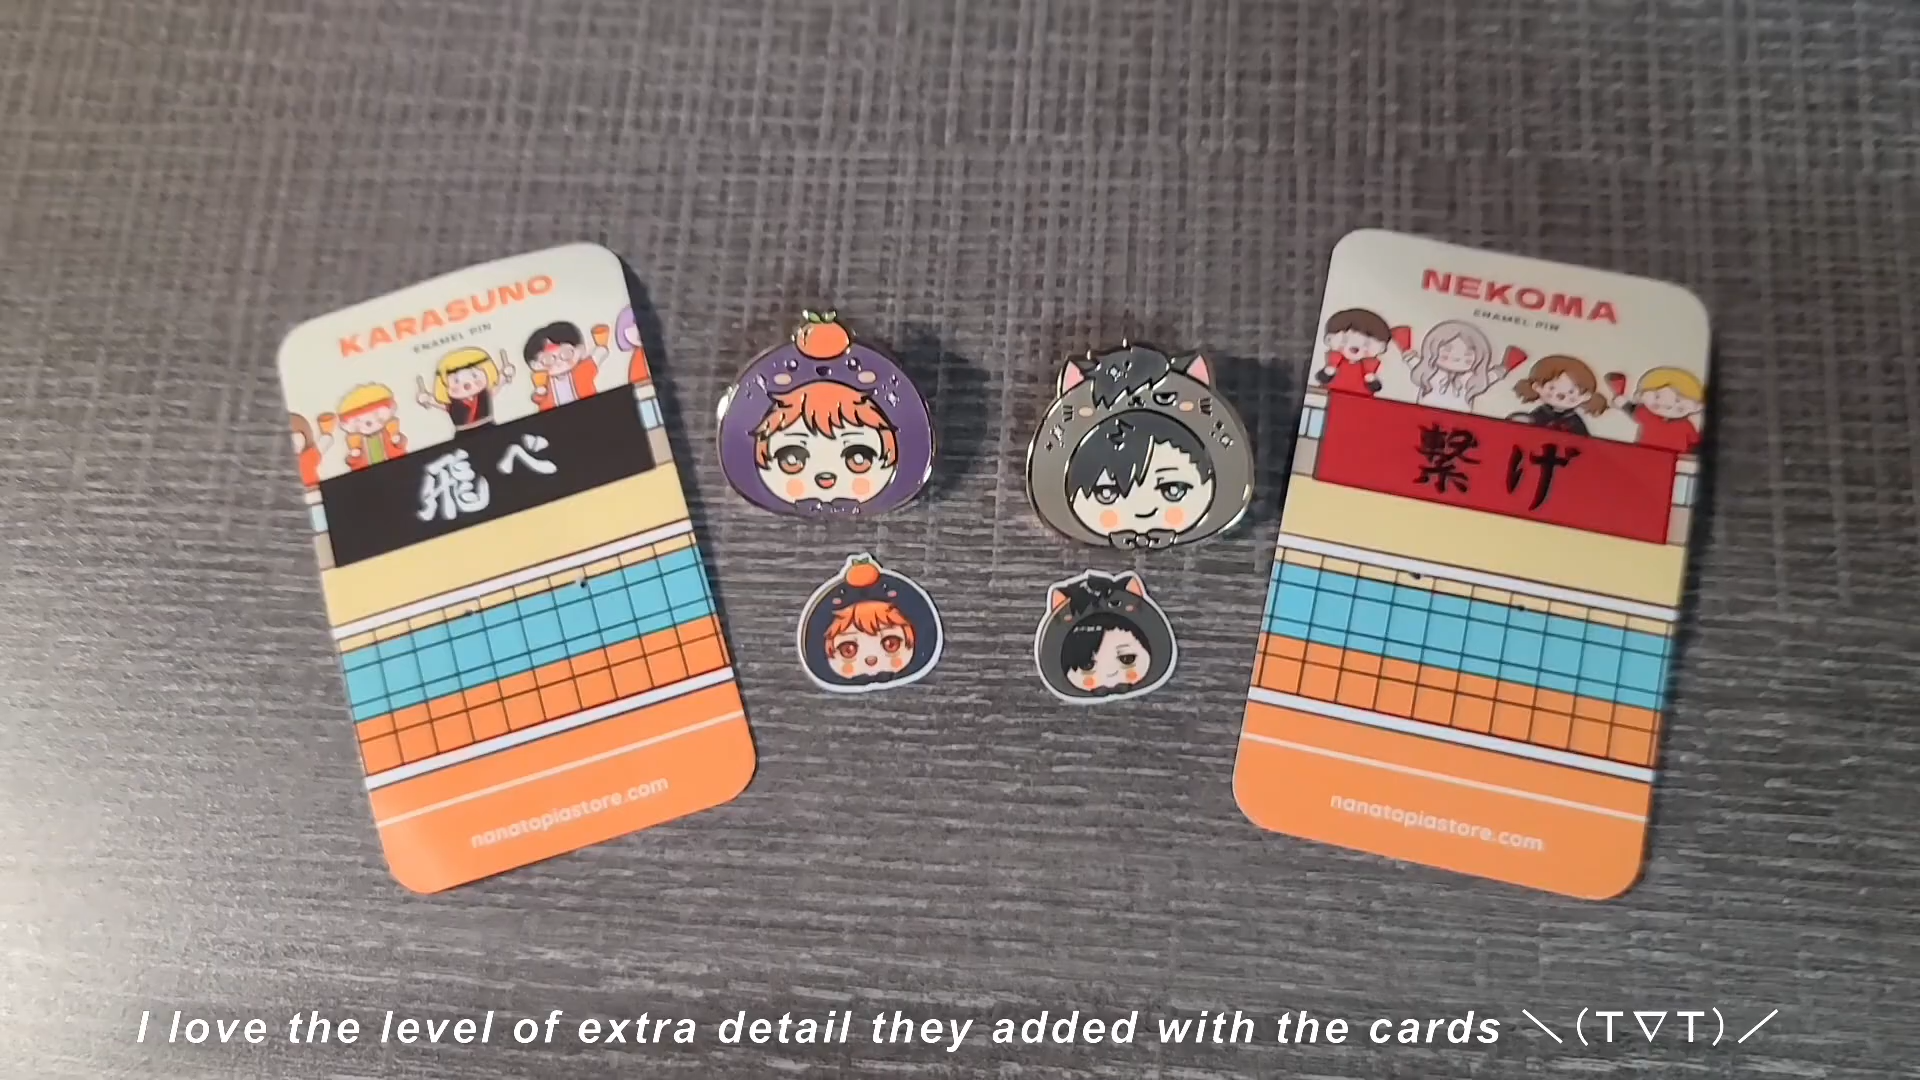 KARASUNO
ENAMEL PIN
飛べ
nanatopiastore.com
NEKOMA
ENAMEL PIN
繋げ
nanatopiastore.com
I love the level of extra detail they added with the cards ＼(T▽T)／